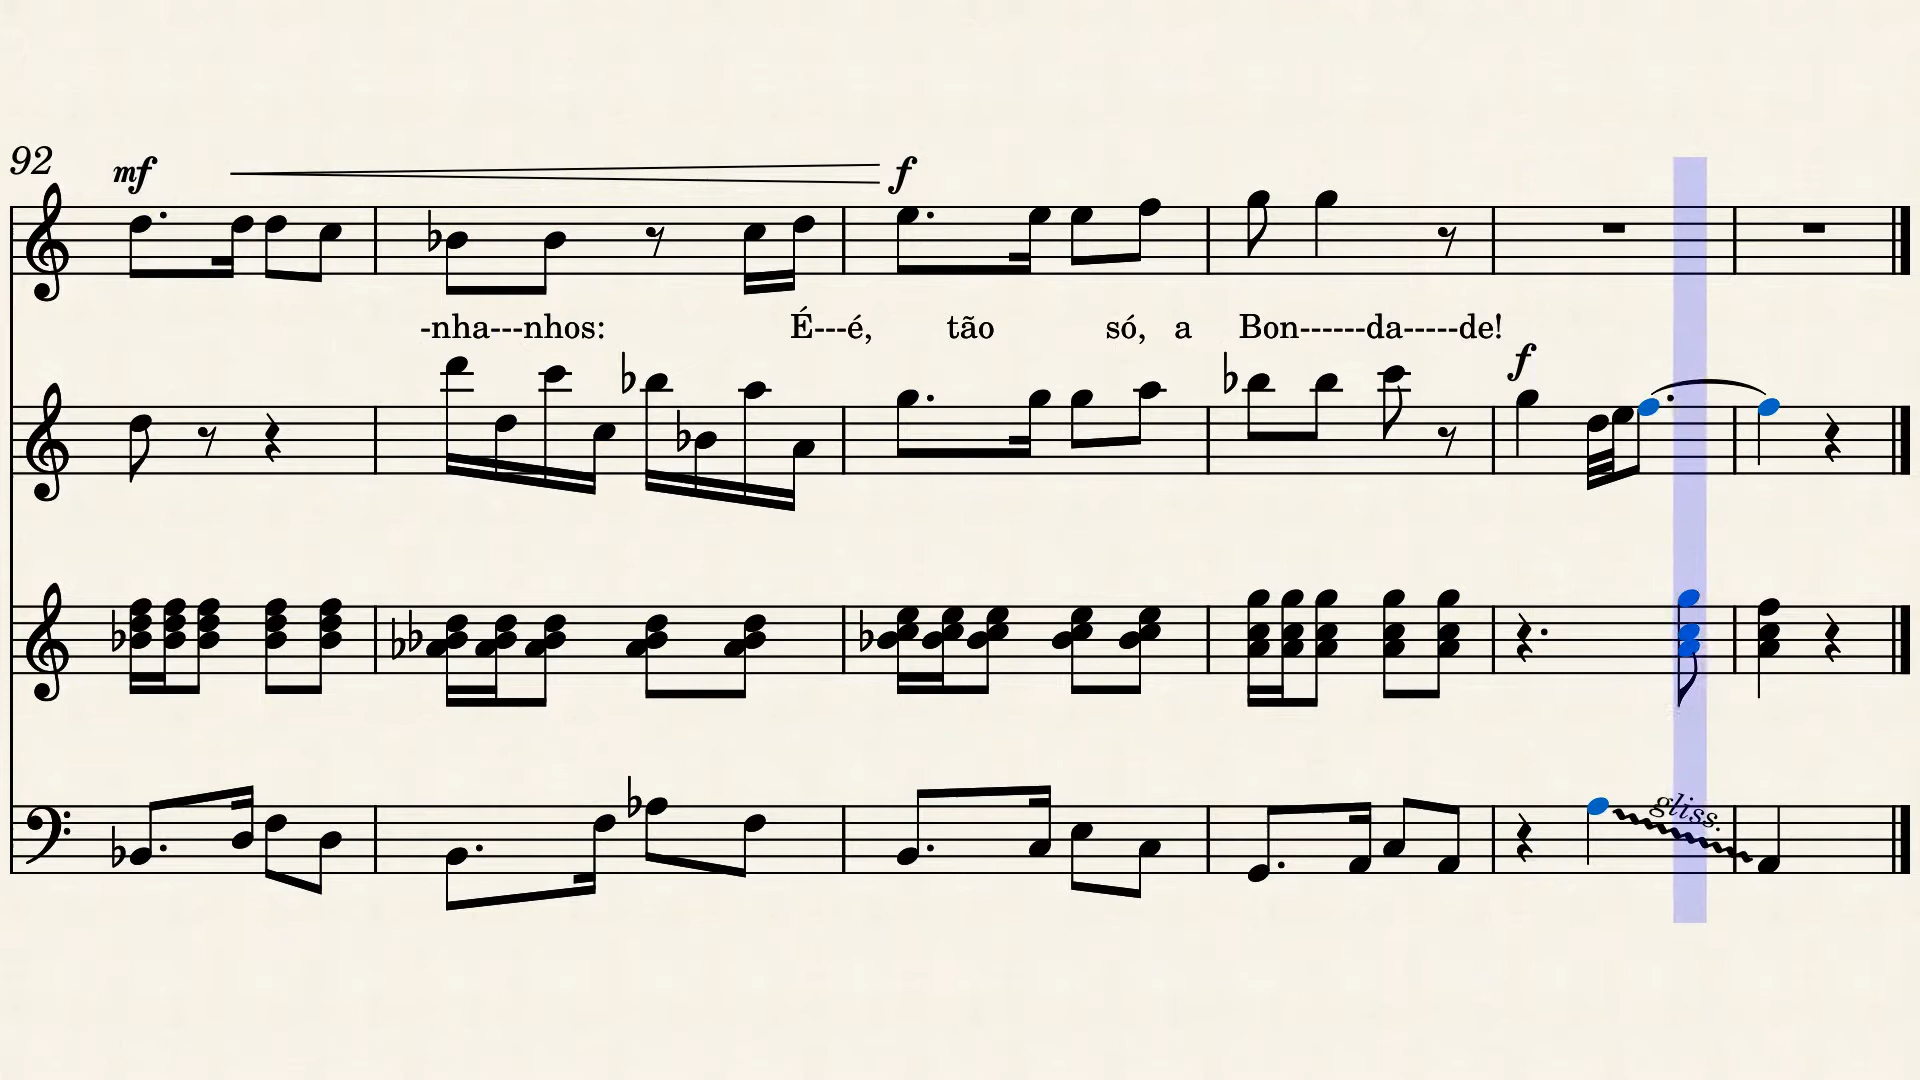 92
mf
f
-nha---nhos: É---é, tão só, a Bon------da-----de!
f
gliss.